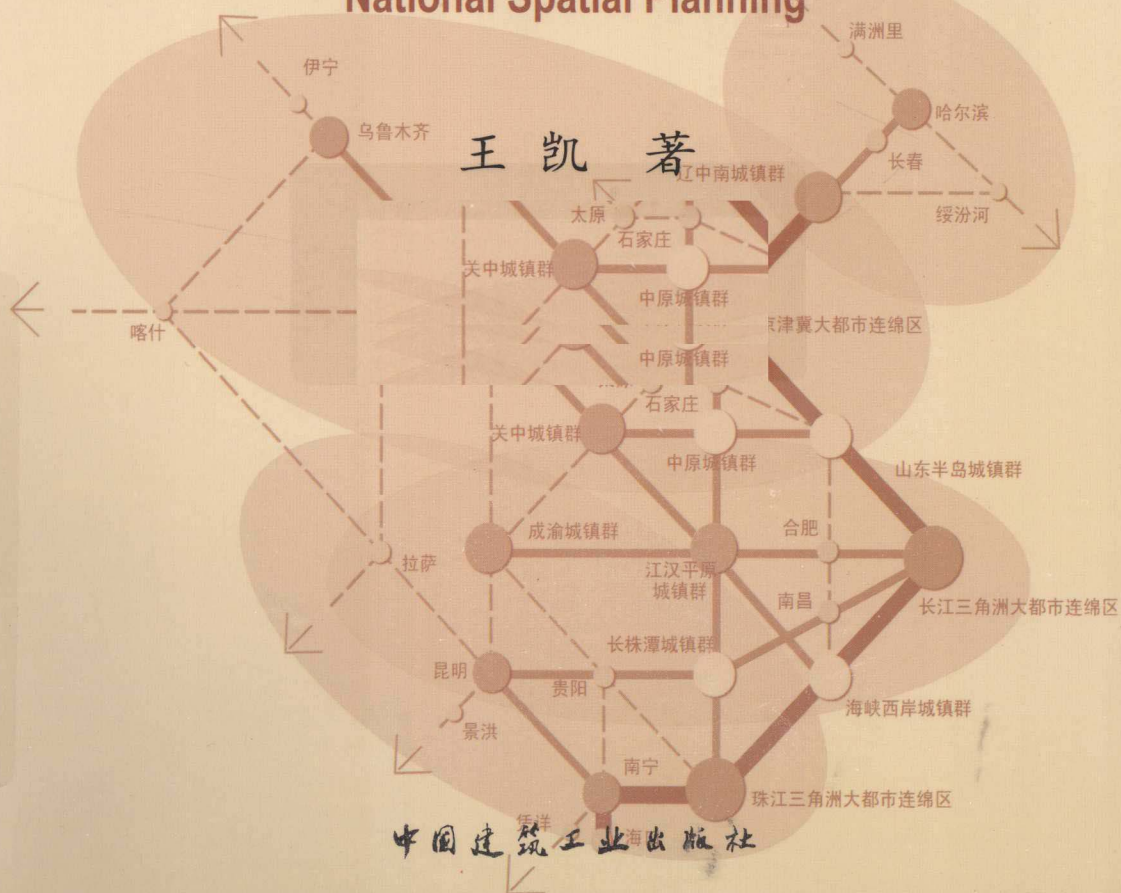 National Spatial Planning
满洲里
伊宁
哈尔滨
乌鲁木齐
王凯 著
长春
辽中南城镇群
太原
绥汾河
石家庄
关中城镇群
中原城镇群
京津冀大都市连绵区
喀什
中原城镇群
石家庄
关中城镇群
中原城镇群
山东半岛城镇群
成渝城镇群
合肥
拉萨
江汉平原
城镇群
南昌
长江三角洲大都市连绵区
长株潭城镇群
昆明
贵阳
海峡西岸城镇群
景洪
南宁
珠江三角洲大都市连绵区
凭祥
海
中国建筑工业出版社